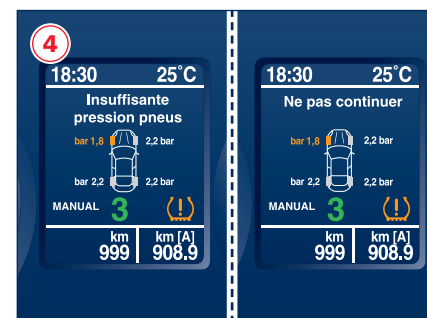 4
18:30 25°C
Insuffisante
pression pneus
bar 1,8 2,2 bar
bar 2,2 2,2 bar
MANUAL 3 (!)
km km [A]
999 908.9
18:30 25°C
Ne pas continuer
bar 1,8 2,2 bar
bar 2,2 2,2 bar
MANUAL 3 (!)
km km [A]
999 908.9